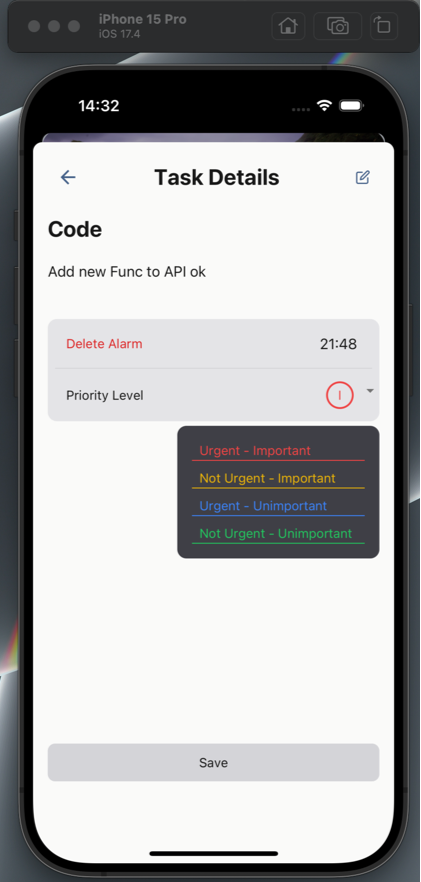 iPhone 15 Pro
iOS 17.4
14:32
Task Details
Code
Add new Func to API ok
Delete Alarm 21:48
Priority Level I
Urgent - Important
Not Urgent - Important
Urgent - Unimportant
Not Urgent - Unimportant
Save